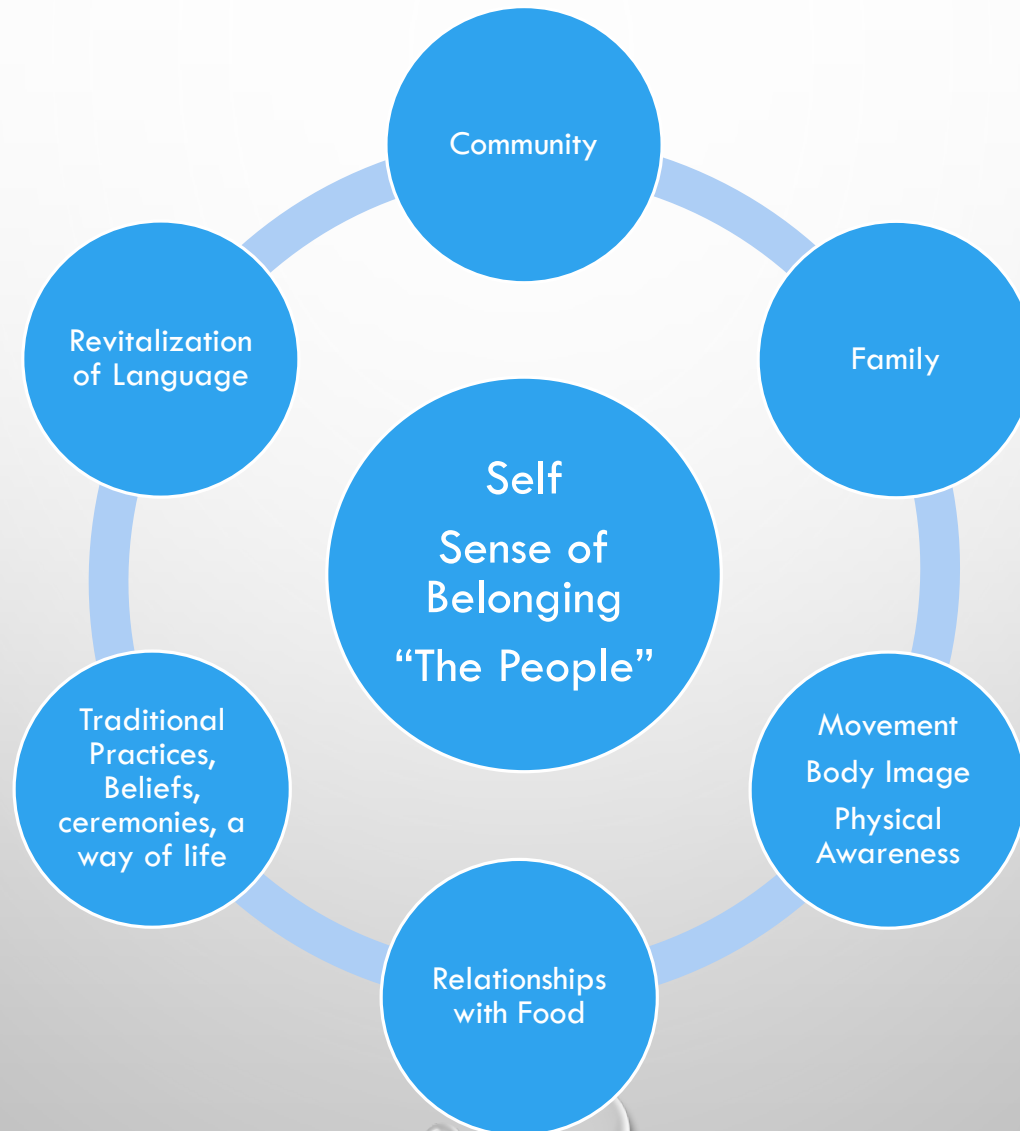 Community
Family
Movement
Body Image
Physical
Awareness
Relationships
with Food
Traditional
Practices,
Beliefs,
ceremonies, a
way of life
Revitalization
of Language
Self
Sense of
Belonging
“The People”